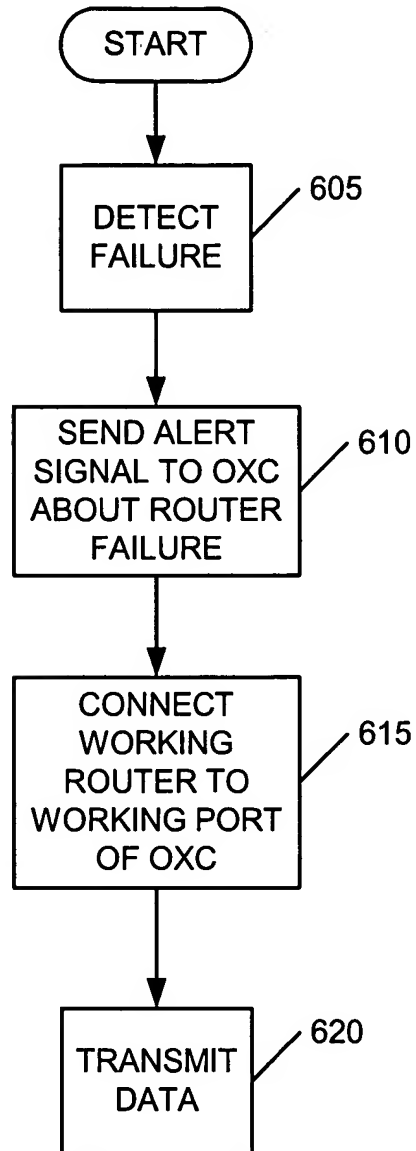 START
DETECT
FAILURE
605
SEND ALERT
SIGNAL TO OXC
ABOUT ROUTER
FAILURE
610
CONNECT
WORKING
ROUTER TO
WORKING PORT
OF OXC
615
TRANSMIT
DATA
620